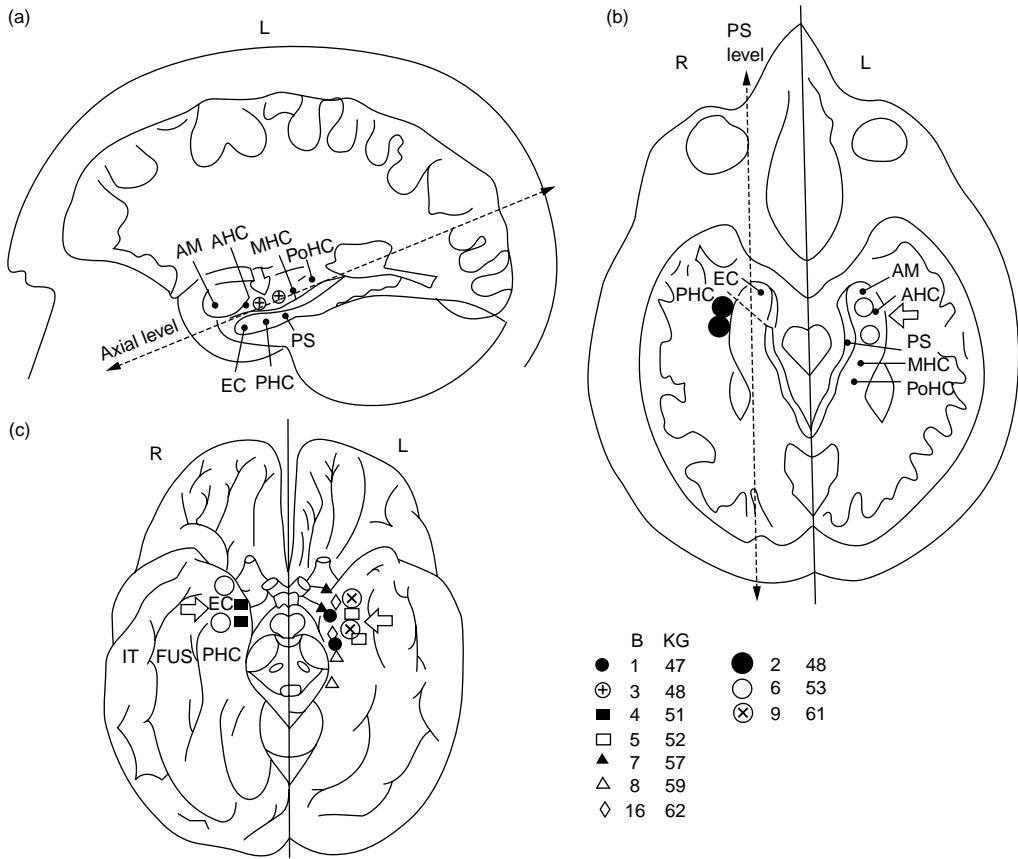 (a)
L
AM AHC MHC PoHC
Axial level
EC PHC PS
(b)
PS
level
R L
EC
PHC
AM
AHC
PS
MHC
PoHC
(c)
R L
EC
IT FUS PHC
B KG
1 47
3 48
4 51
5 52
7 57
8 59
16 62
2 48
6 53
9 61